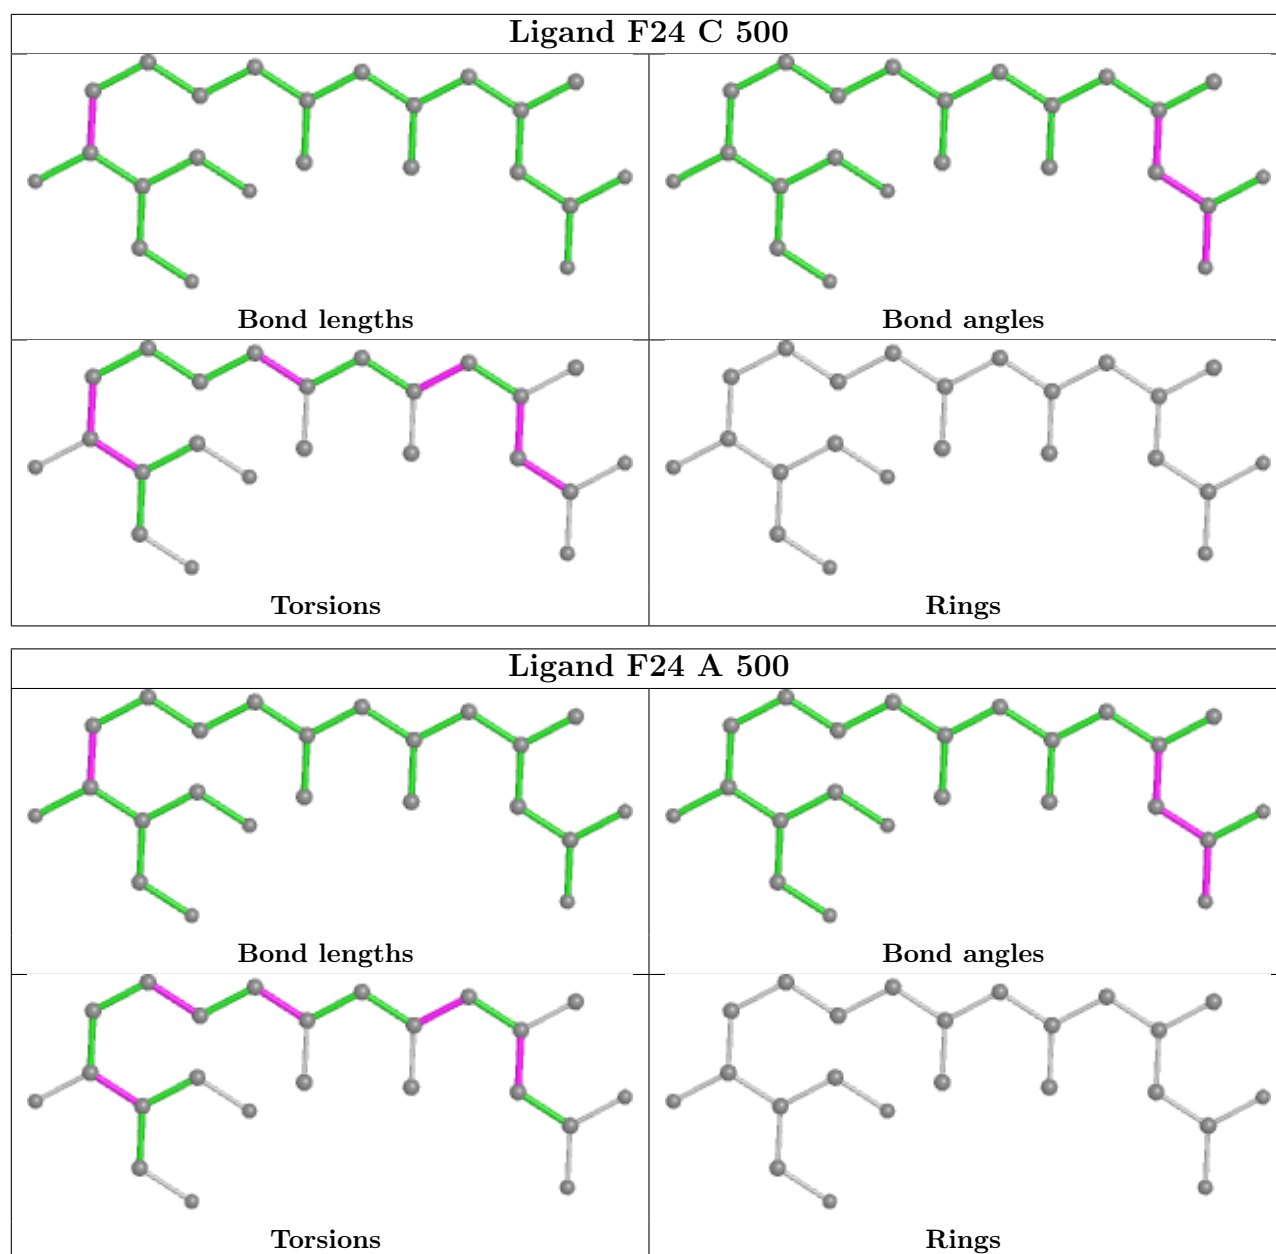 Ligand F24 C 500
Bond lengths
Bond angles
Torsions
Rings
Ligand F24 A 500
Bond lengths
Bond angles
Torsions
Rings